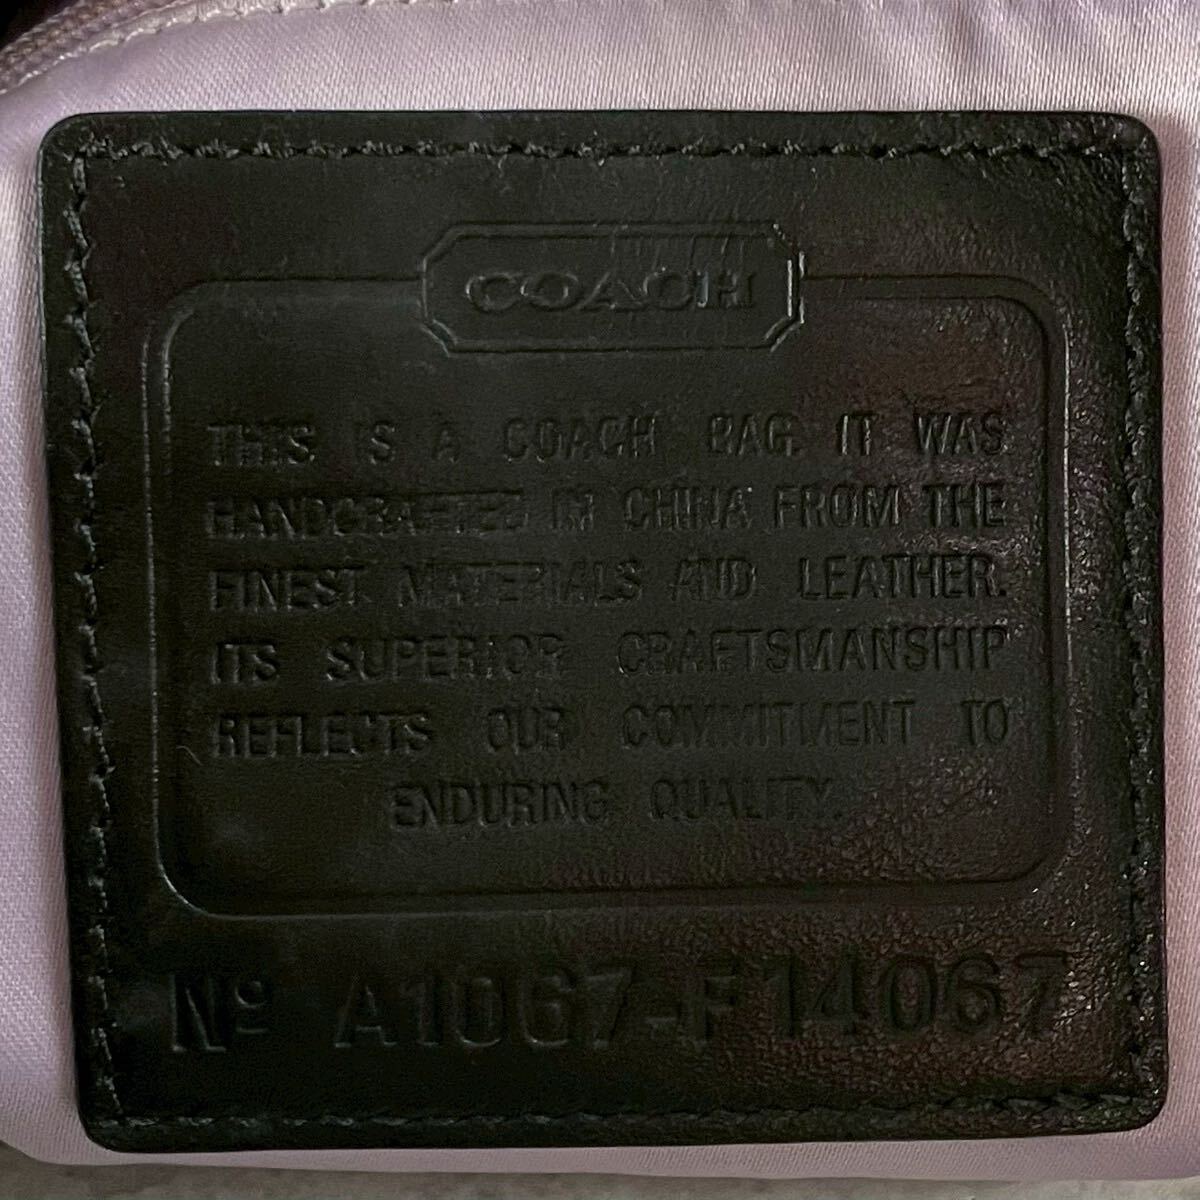 COACH
THIS IS A COACH BAG. IT WAS
HANDCRAFTED IN CHINA FROM THE
FINEST MATERIALS AND LEATHER.
ITS SUPERIOR CRAFTSMANSHIP
REFLECTS OUR COMMITMENT TO
ENDURING QUALITY.
Nº A1067-F14067